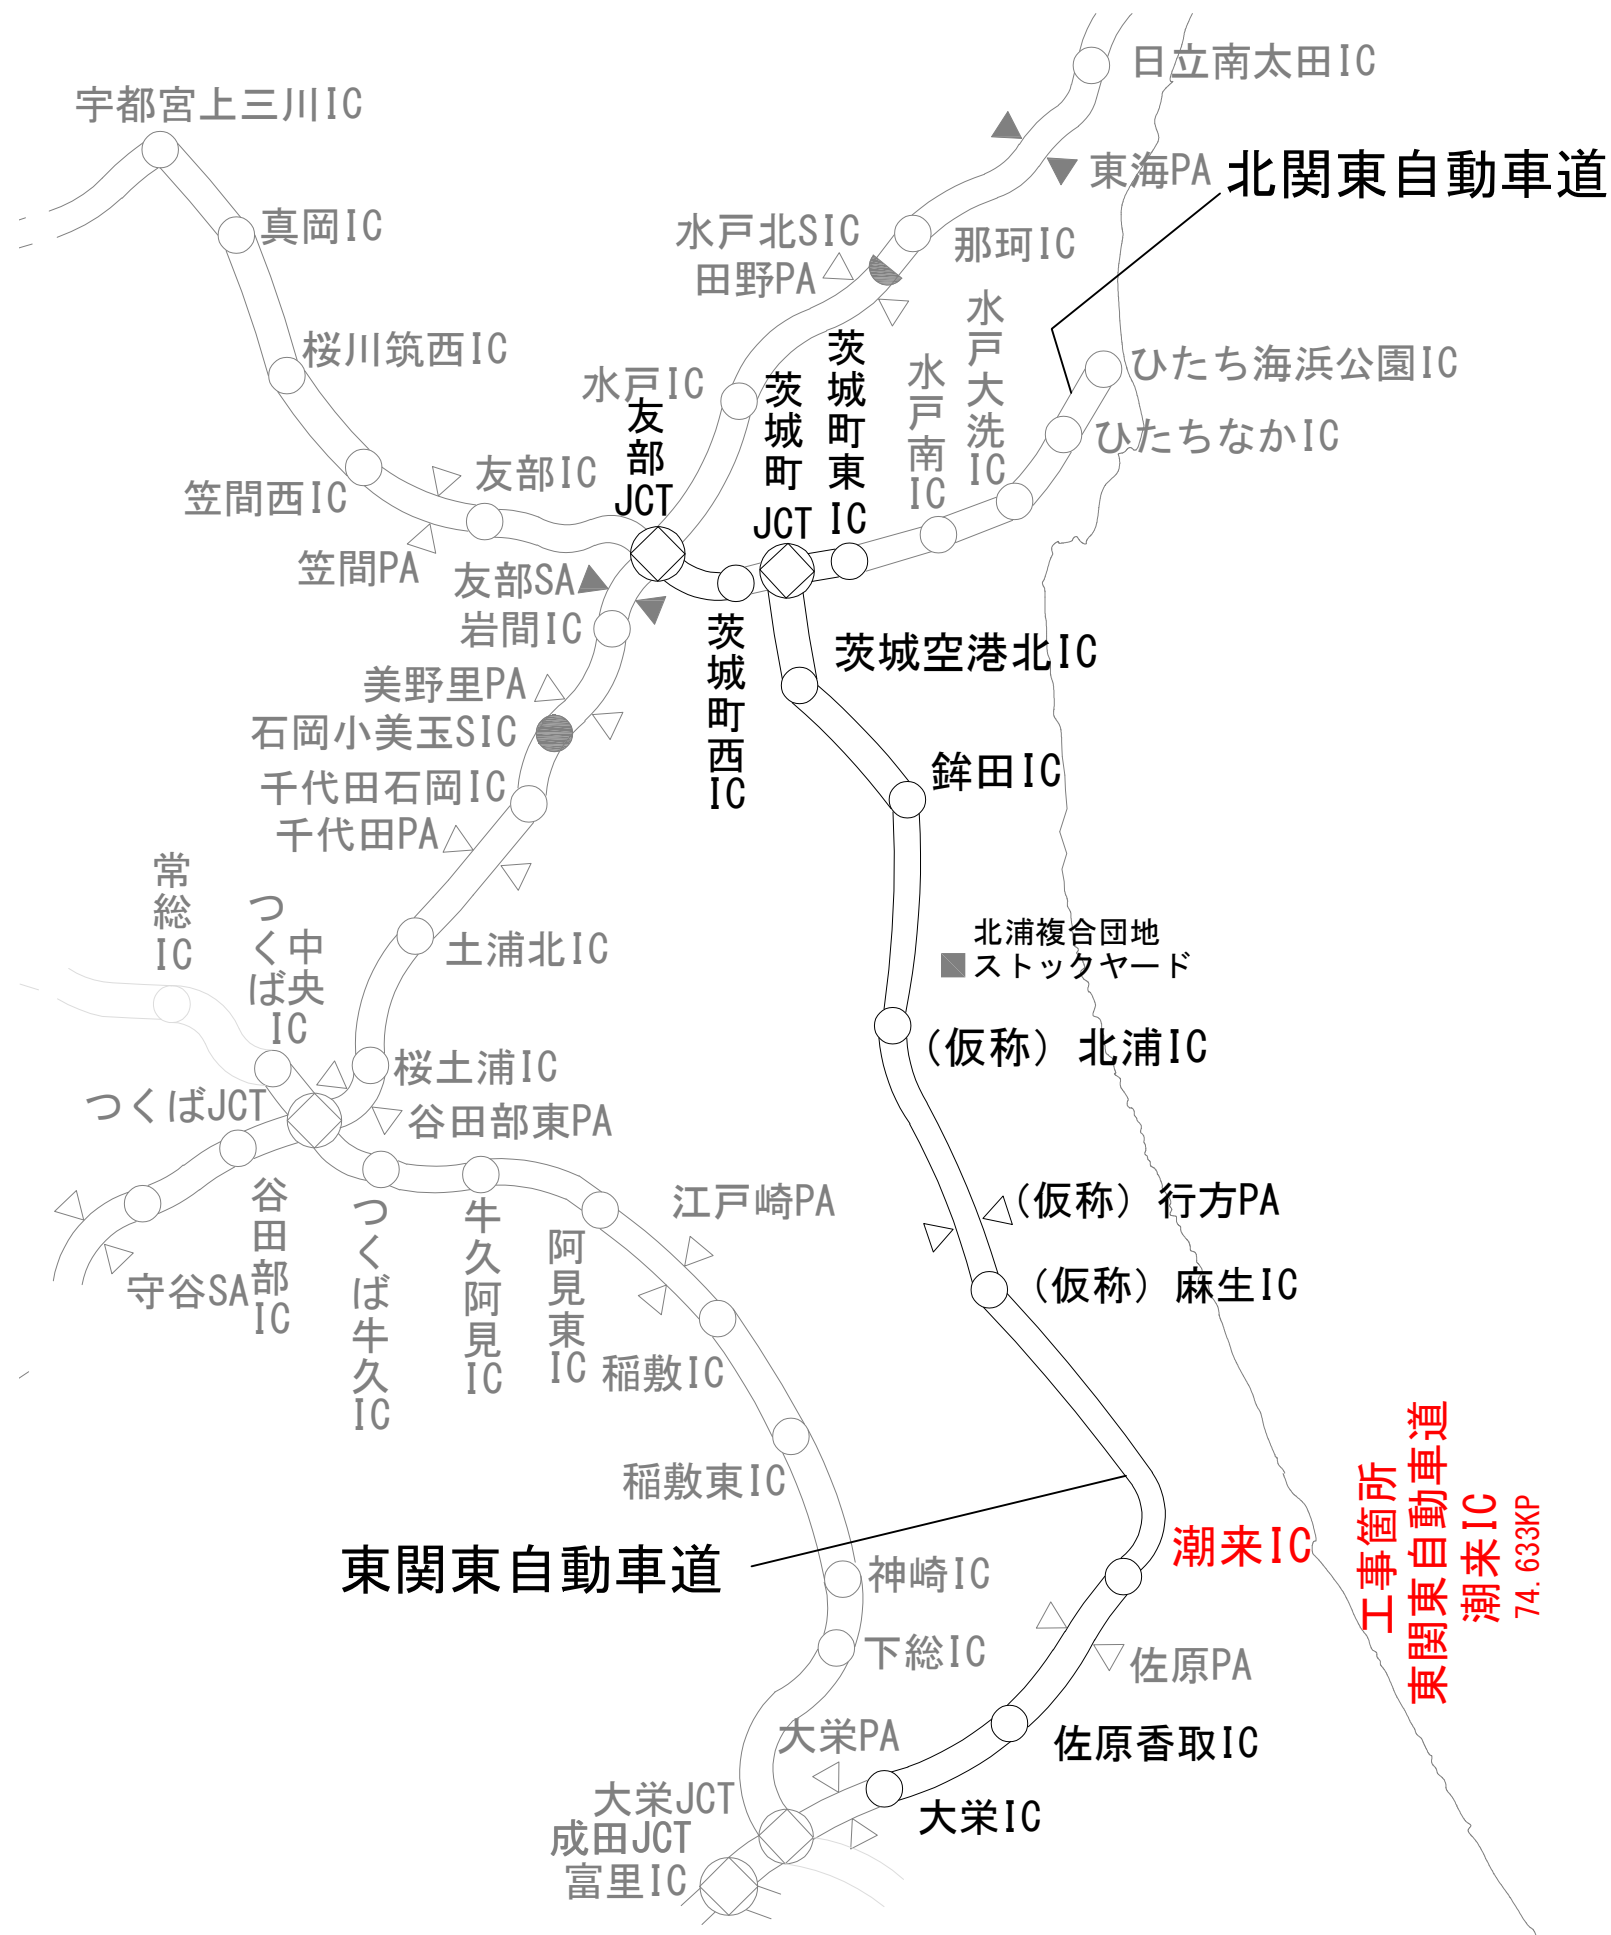 日立南太田IC
宇都宮上三川IC
東海PA
北関東自動車道
真岡IC
水戸北SIC
田野PA
那珂IC
桜川筑西IC
水戸IC
友部JCT
茨城町JCT
茨城町東IC
水戸南IC
水戸大洗IC
ひたち海浜公園IC
ひたちなかIC
笠間西IC
友部IC
笠間PA
友部SA
岩間IC
茨城町西IC
茨城空港北IC
美野里PA
石岡小美玉SIC
千代田石岡IC
千代田PA
鉾田IC
常総IC
つくば中央IC
土浦北IC
北浦複合団地
ストックヤード
(仮称)北浦IC
桜土浦IC
つくばJCT
谷田部東PA
谷田部IC
守谷SA
つくば牛久IC
牛久阿見IC
阿見東IC
江戸崎PA
(仮称)行方PA
(仮称)麻生IC
稲敷IC
稲敷東IC
東関東自動車道
神崎IC
下総IC
潮来IC
工事箇所
東関東自動車道
潮来IC
74.633KP
佐原PA
佐原香取IC
大栄PA
大栄IC
大栄JCT
成田JCT
富里IC